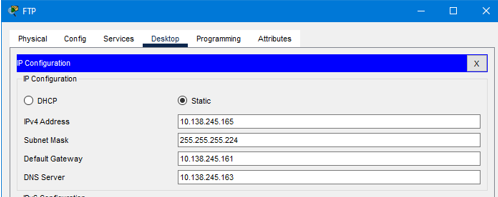 FTP
Physical Config Services Desktop Programming Attributes
IP Configuration X
IP Configuration
DHCP Static
IPv4 Address 10.138.245.165
Subnet Mask 255.255.255.224
Default Gateway 10.138.245.161
DNS Server 10.138.245.163